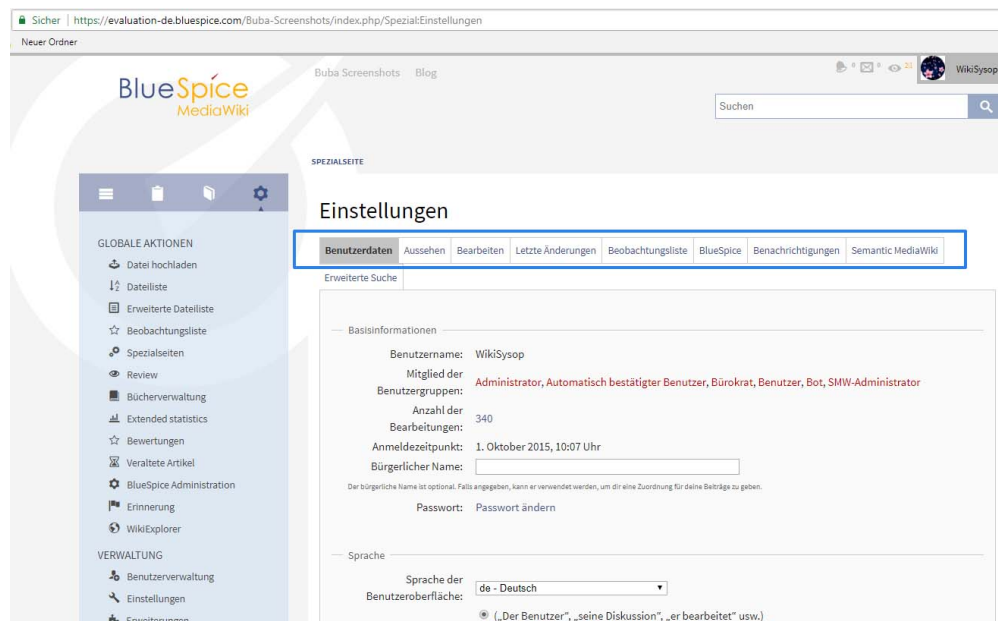 Sicher | https://evaluation-de.bluespice.com/Buba-Screenshots/index.php/Spezial:Einstellungen
Neuer Ordner
BlueSpice
MediaWiki
Buba Screenshots Blog
0 0 21 WikiSysop
Suchen
SPEZIALSEITE
Einstellungen
Benutzerdaten Aussehen Bearbeiten Letzte Änderungen Beobachtungsliste BlueSpice Benachrichtigungen Semantic MediaWiki
Erweiterte Suche
GLOBALE AKTIONEN
Datei hochladen
Dateiliste
Erweiterte Dateiliste
Beobachtungsliste
Spezialseiten
Review
Bücherverwaltung
Extended statistics
Bewertungen
Veraltete Artikel
BlueSpice Administration
Erinnerung
WikiExplorer
VERWALTUNG
Benutzerverwaltung
Einstellungen
Erweiterungen
Basisinformationen
Benutzername: WikiSysop
Mitglied der
Benutzergruppen: Administrator, Automatisch bestätigter Benutzer, Bürokrat, Benutzer, Bot, SMW-Administrator
Anzahl der
Bearbeitungen: 340
Anmeldezeitpunkt: 1. Oktober 2015, 10:07 Uhr
Bürgerlicher Name:
Der bürgerliche Name ist optional. Falls angegeben, kann er verwendet werden, um dir eine Zuordnung für deine Beiträge zu geben.
Passwort: Passwort ändern
Sprache
Sprache der
Benutzeroberfläche: de - Deutsch
(„Der Benutzer“, „seine Diskussion“, „er bearbeitet“ usw.)